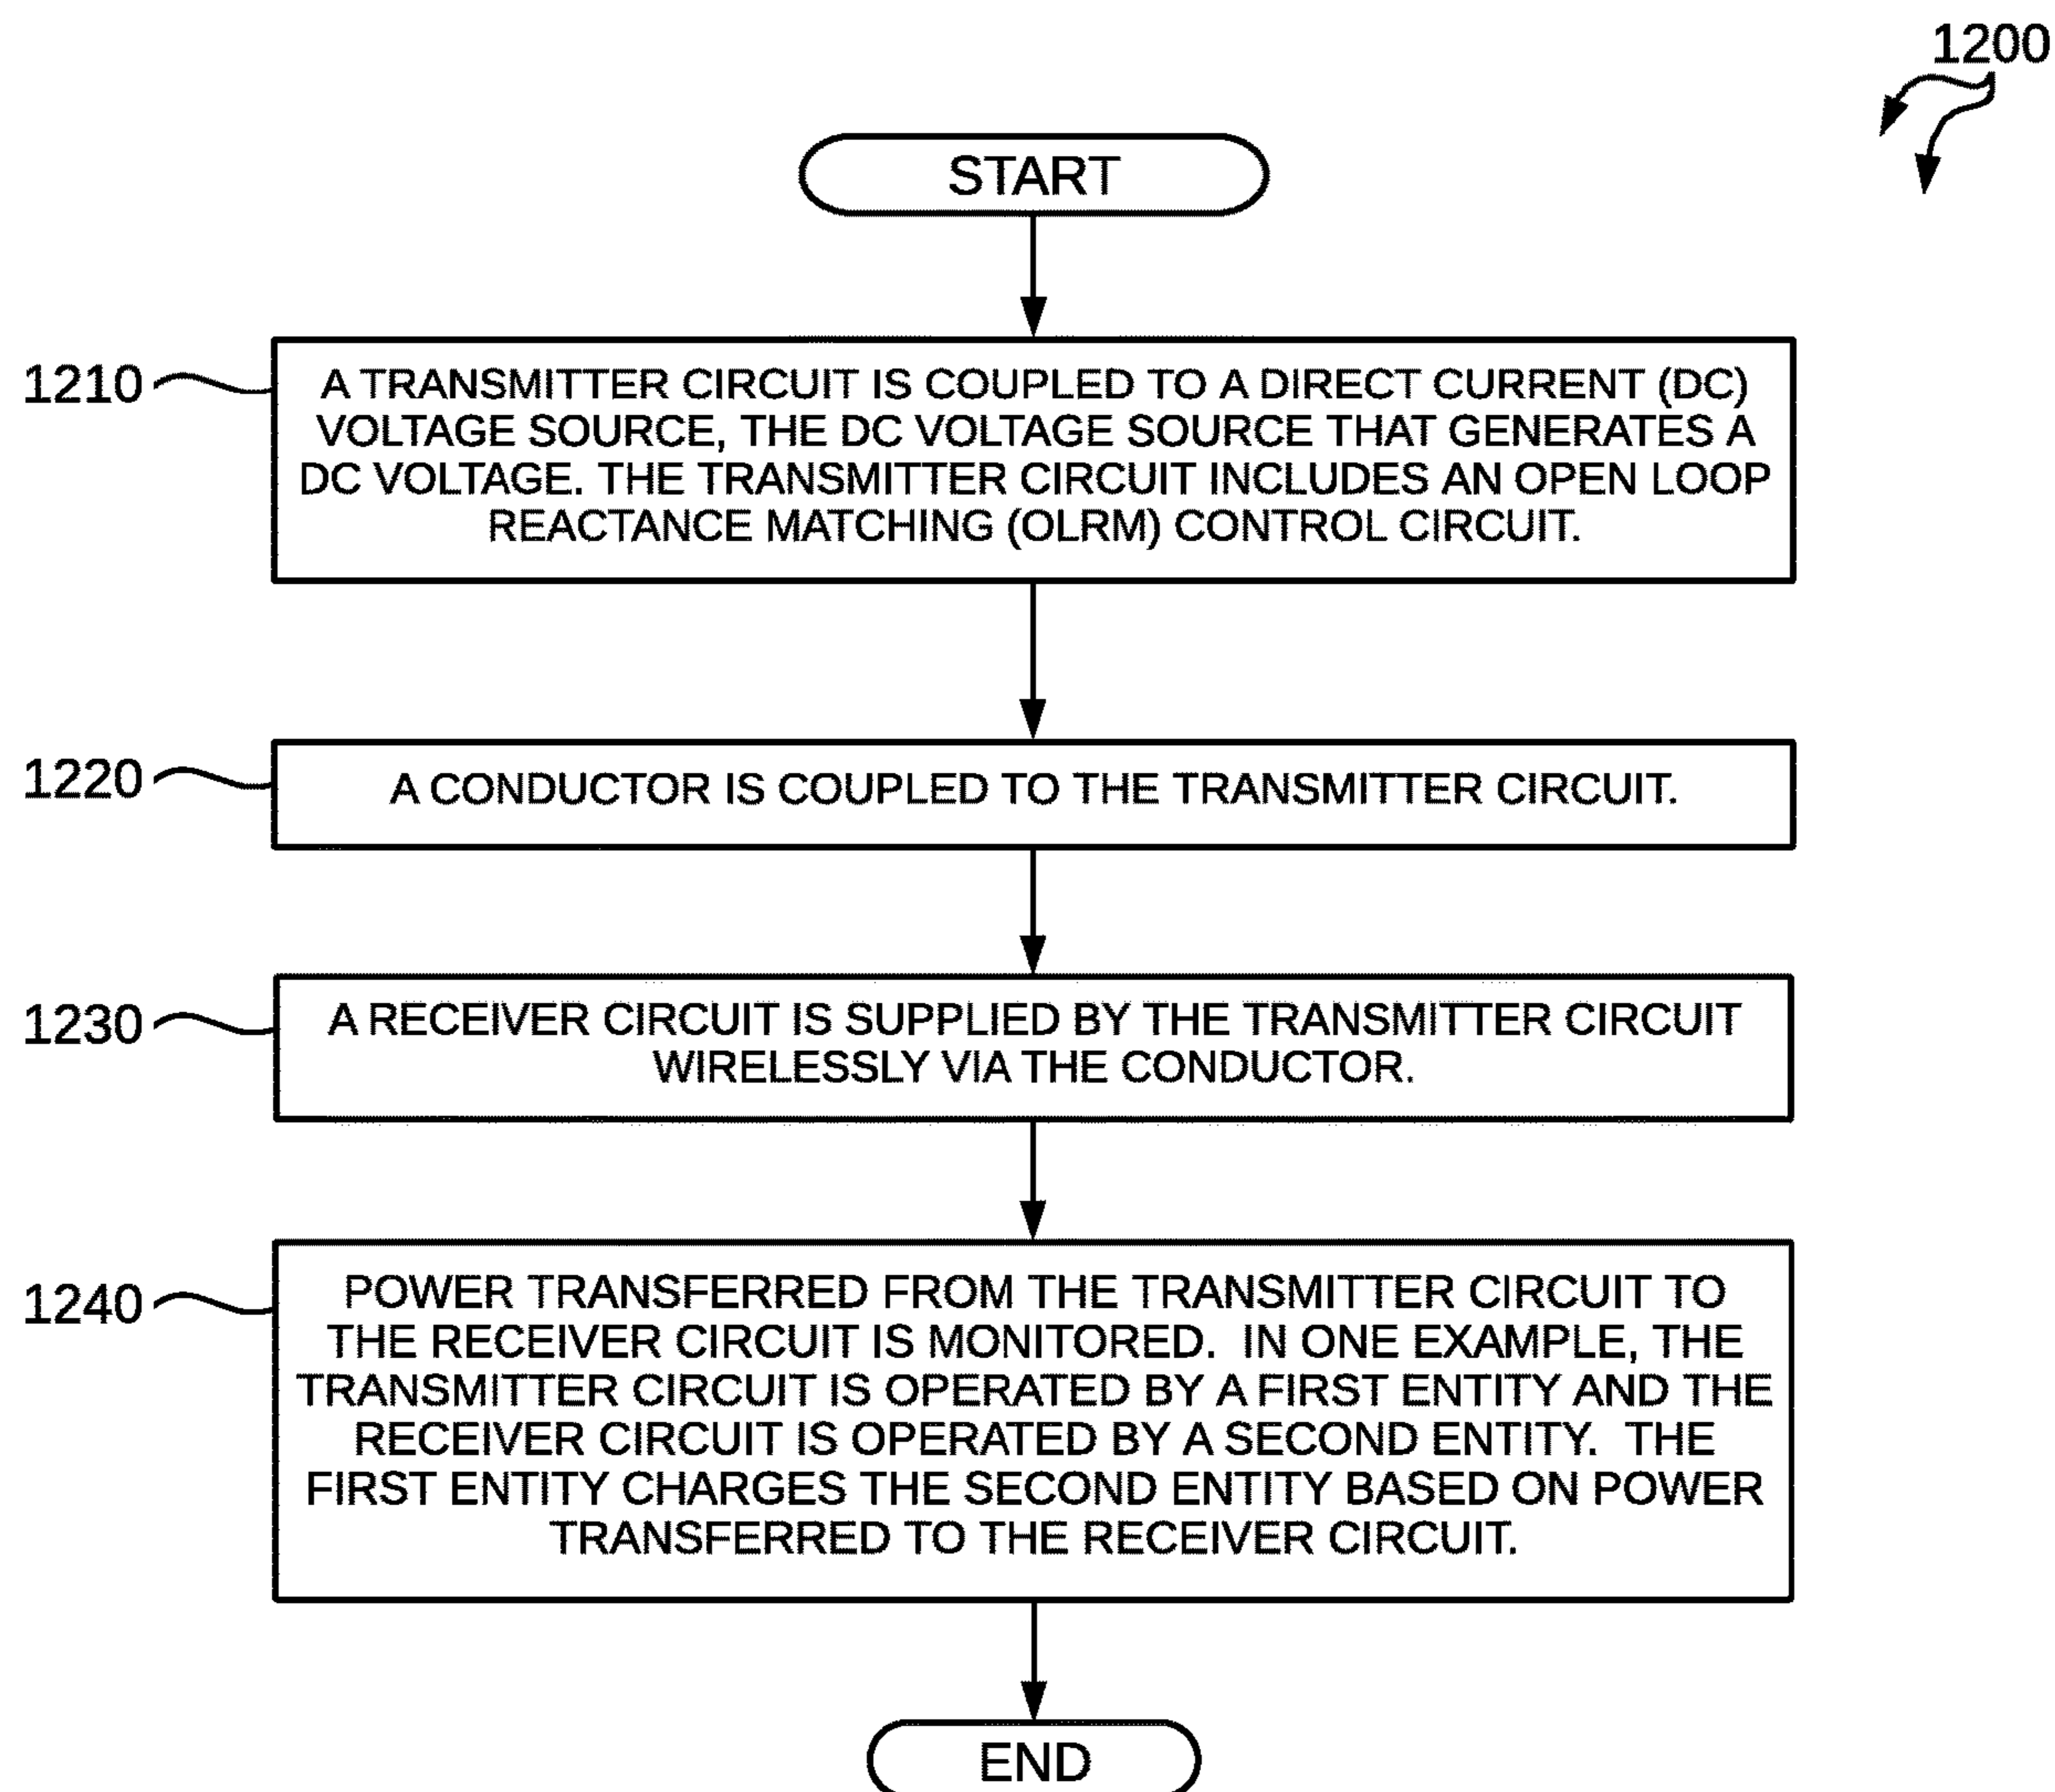 1200
START
1210
A TRANSMITTER CIRCUIT IS COUPLED TO A DIRECT CURRENT (DC)
VOLTAGE SOURCE, THE DC VOLTAGE SOURCE THAT GENERATES A
DC VOLTAGE. THE TRANSMITTER CIRCUIT INCLUDES AN OPEN LOOP
REACTANCE MATCHING (OLRM) CONTROL CIRCUIT.
1220
A CONDUCTOR IS COUPLED TO THE TRANSMITTER CIRCUIT.
1230
A RECEIVER CIRCUIT IS SUPPLIED BY THE TRANSMITTER CIRCUIT
WIRELESSLY VIA THE CONDUCTOR.
1240
POWER TRANSFERRED FROM THE TRANSMITTER CIRCUIT TO
THE RECEIVER CIRCUIT IS MONITORED.  IN ONE EXAMPLE, THE
TRANSMITTER CIRCUIT IS OPERATED BY A FIRST ENTITY AND THE
RECEIVER CIRCUIT IS OPERATED BY A SECOND ENTITY.  THE
FIRST ENTITY CHARGES THE SECOND ENTITY BASED ON POWER
TRANSFERRED TO THE RECEIVER CIRCUIT.
END